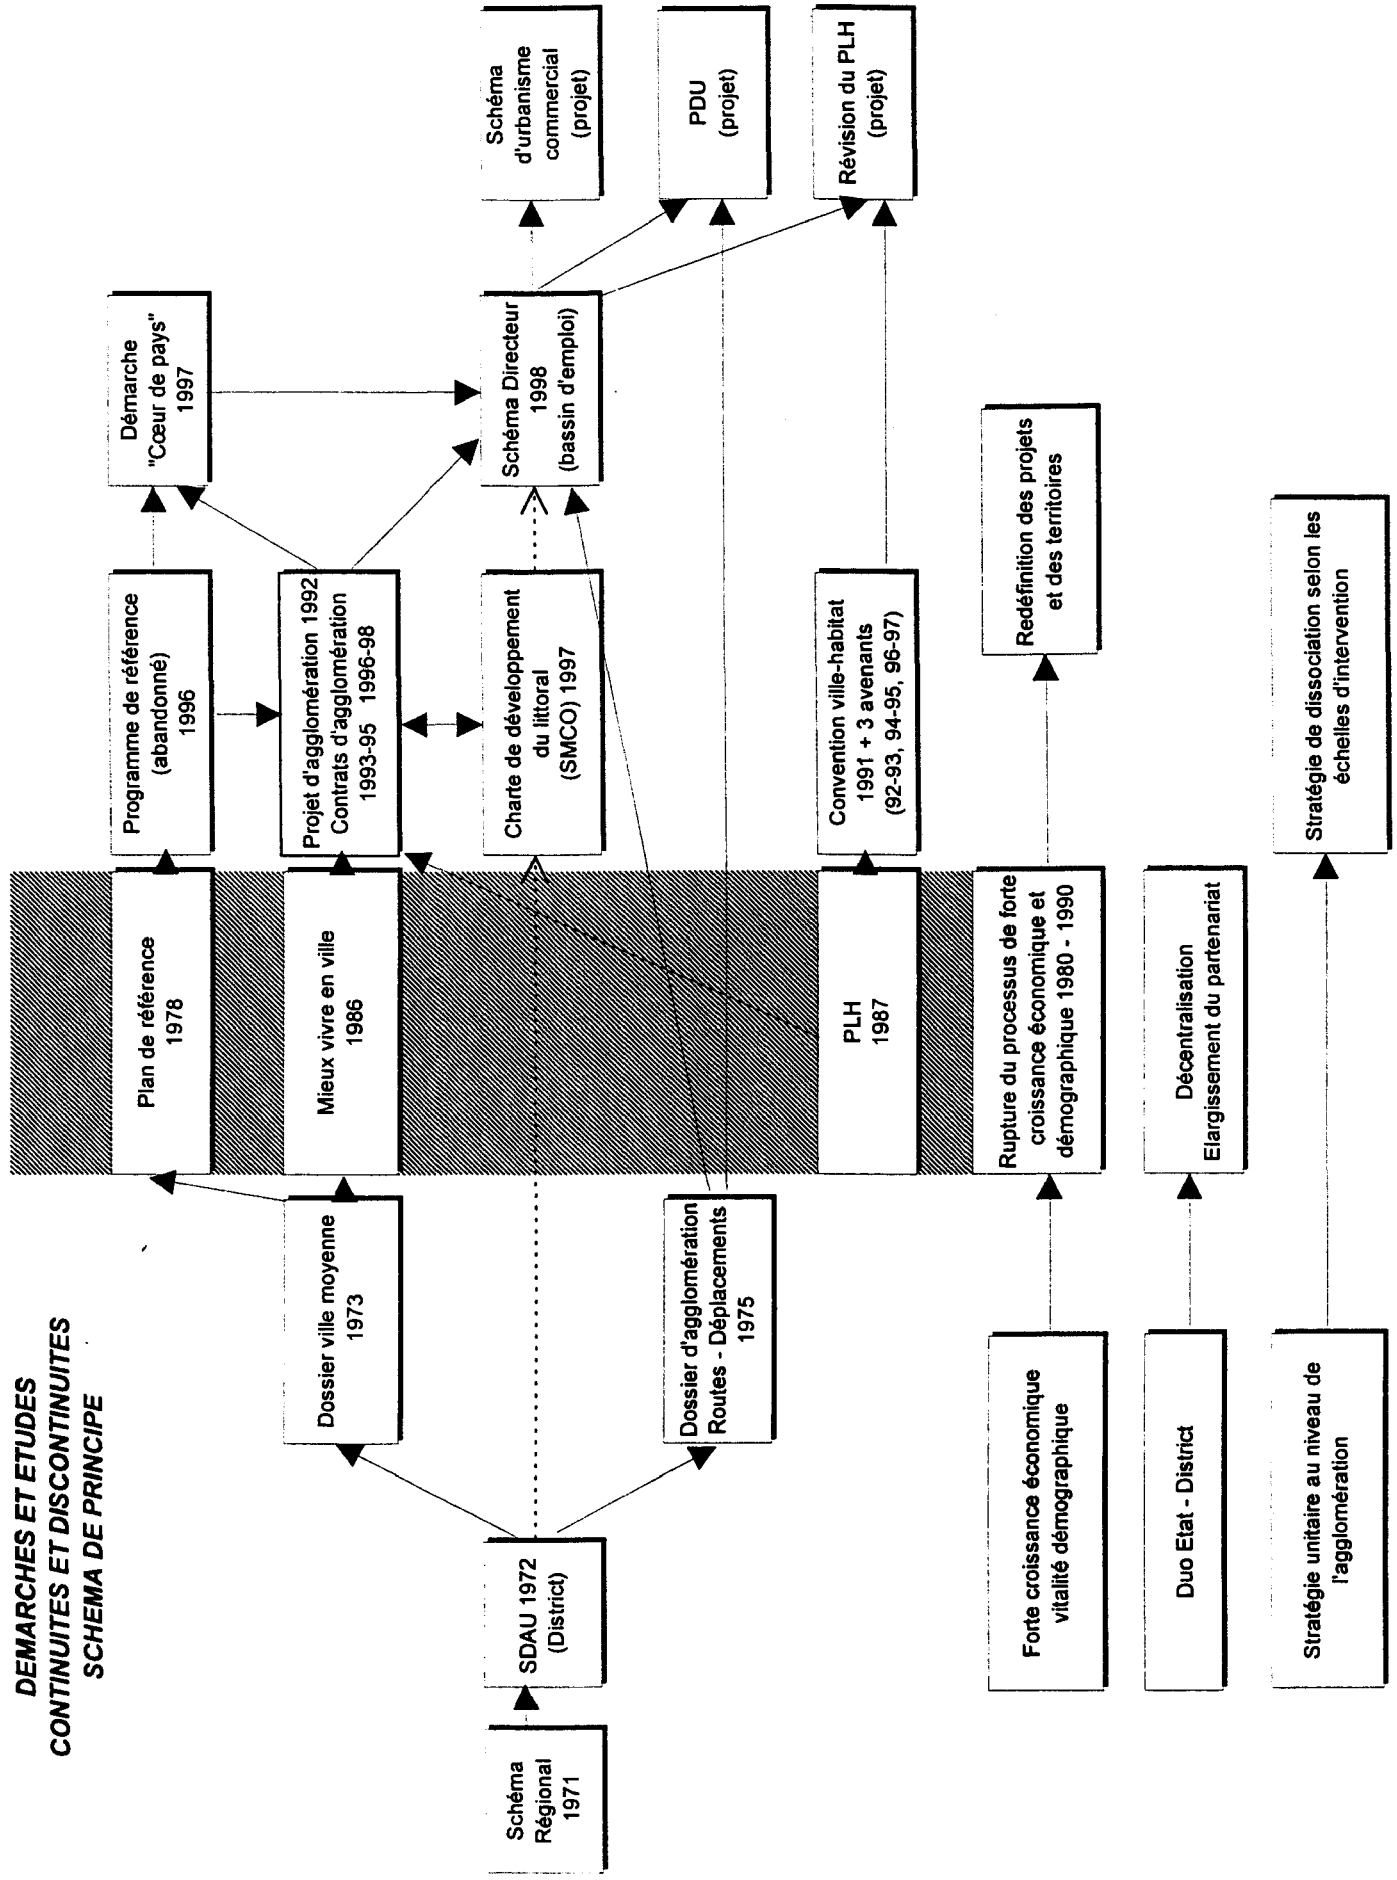 DEMARCHES ET ETUDES
CONTINUITES ET DISCONTINUITES
SCHEMA DE PRINCIPE
Schéma
Régional
1971
SDAU 1972
(District)
Dossier ville moyenne
1973
Dossier d'agglomération
Routes - Déplacements
1975
Plan de référence
1978
Mieux vivre en ville
1986
PLH
1987
Programme de référence
(abandonné)
1996
Projet d'agglomération 1992
Contrats d'agglomération
1993-95 1996-98
Charte de développement
du littoral
(SMCO) 1997
Convention ville-habitat
1991 + 3 avenants
(92-93, 94-95, 96-97)
Démarche
"Cœur de pays"
1997
Schéma Directeur
1998
(bassin d'emploi)
Schéma
d'urbanisme
commercial
(projet)
PDU
(projet)
Révision du PLH
(projet)
Forte croissance économique
vitalité démographique
Rupture du processus de forte
croissance économique et
démographique 1980 - 1990
Redéfinition des projets
et des territoires
Duo Etat - District
Décentralisation
Elargissement du partenariat
Stratégie unitaire au niveau de
l'agglomération
Stratégie de dissociation selon les
échelles d'intervention